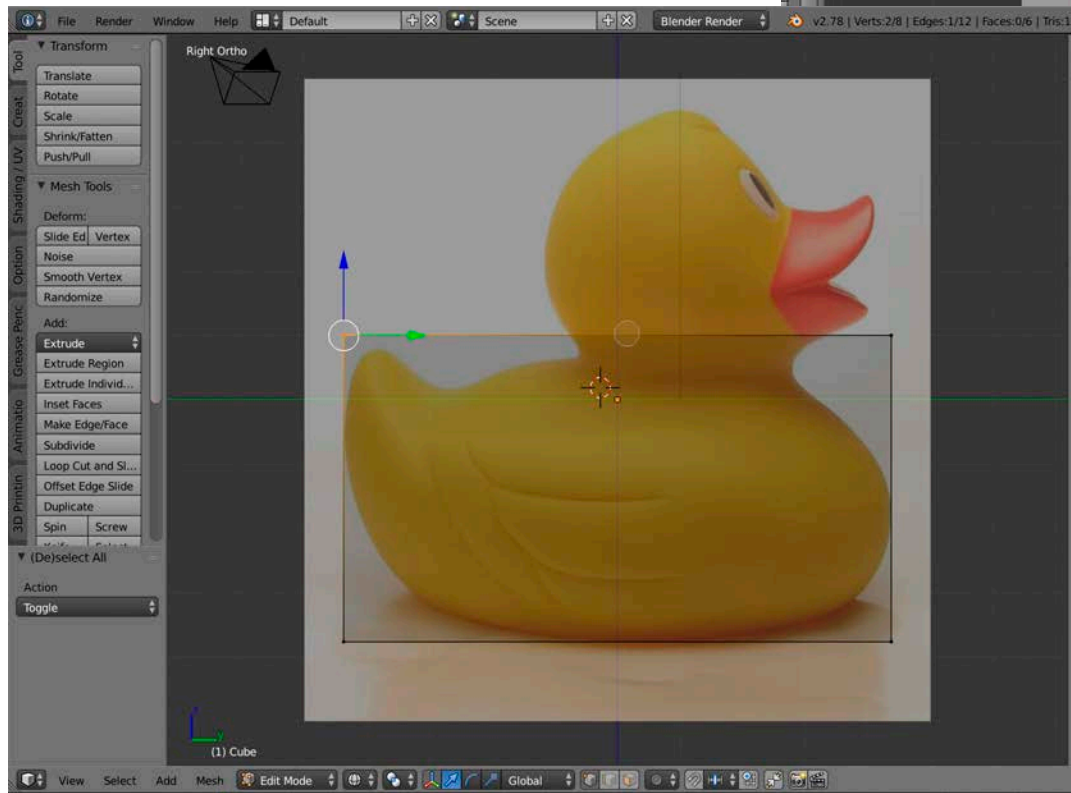 File Render Window Help Default Scene Blender Render v2.78 | Verts:2/8 | Edges:1/12 | Faces:0/6 | Tris:1
Right Ortho
Tool
Creat
Shading / UV
Option
Grease Penc
Animatio
3D Printin
Transform
Translate
Rotate
Scale
Shrink/Fatten
Push/Pull
Mesh Tools
Deform:
Slide Ed Vertex
Noise
Smooth Vertex
Randomize
Add:
Extrude
Extrude Region
Extrude Individ...
Inset Faces
Make Edge/Face
Subdivide
Loop Cut and Sl...
Offset Edge Slide
Duplicate
Spin Screw
(De)select All
Action
Toggle
z
y
(1) Cube
View Select Add Mesh Edit Mode Global